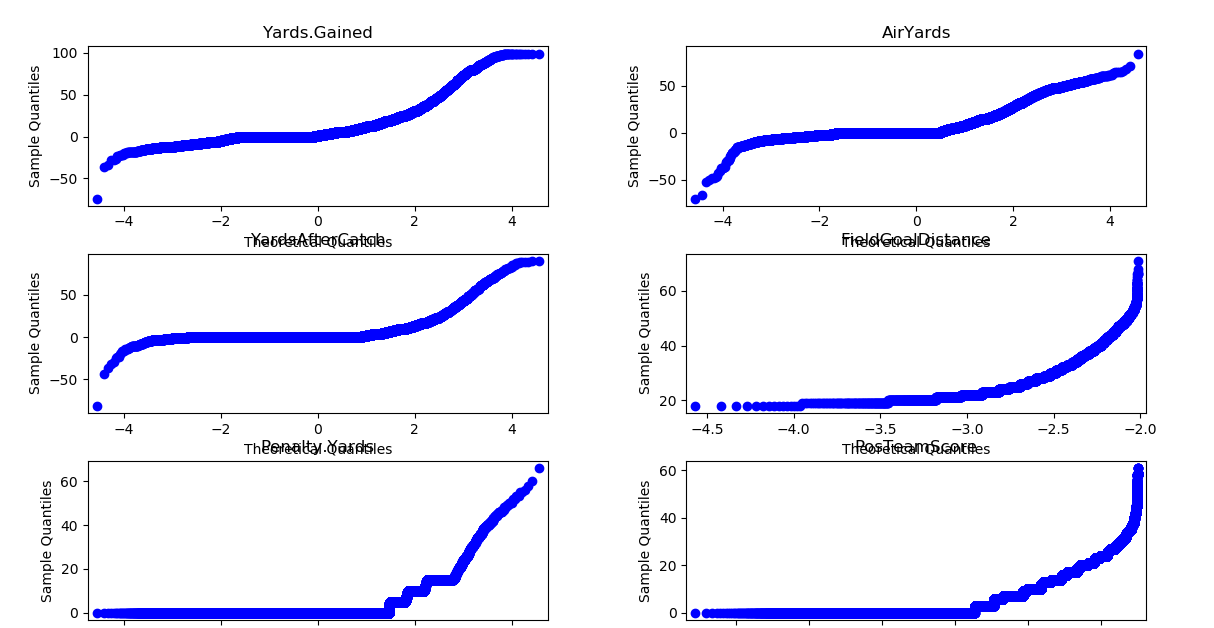 Yards.Gained
AirYards
Sample Quantiles
100
50
0
−50
−4
−2
0
2
4
Theoretical Quantiles
Sample Quantiles
50
0
−50
−4
−2
0
2
4
Theoretical Quantiles
YardsAfterCatch
FieldGoalDistance
Sample Quantiles
50
0
−50
−4
−2
0
2
4
Theoretical Quantiles
Sample Quantiles
60
40
20
−4.5
−4.0
−3.5
−3.0
−2.5
−2.0
Theoretical Quantiles
Penalty.Yards
PosTeamScore
Sample Quantiles
60
40
20
0
Sample Quantiles
60
40
20
0